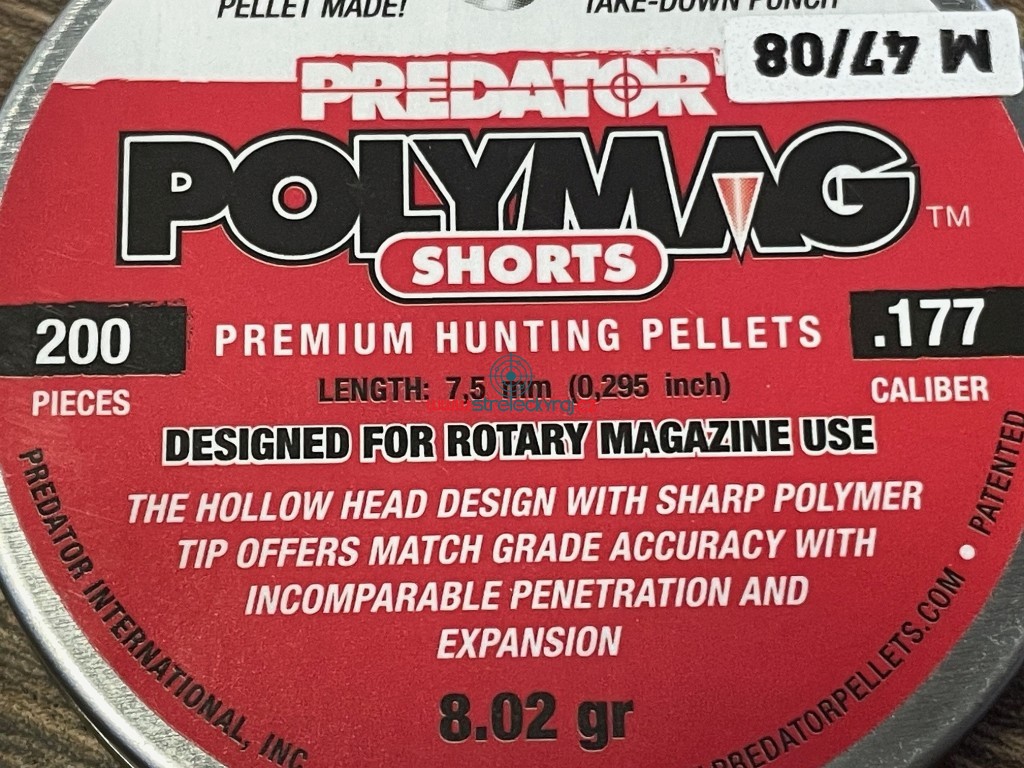 PELLET MADE!
TAKE-DOWN PUNCH
M 47/08
PREDATOR
POLYMAG TM
SHORTS
200
PIECES
PREMIUM HUNTING PELLETS
.177
CALIBER
LENGTH: 7,5 mm (0,295 inch)
DESIGNED FOR ROTARY MAGAZINE USE
THE HOLLOW HEAD DESIGN WITH SHARP POLYMER
TIP OFFERS MATCH GRADE ACCURACY WITH
INCOMPARABLE PENETRATION AND
EXPANSION
8.02 gr
PREDATOR INTERNATIONAL, INC.
PREDATORPELLETS.COM • PATENTED